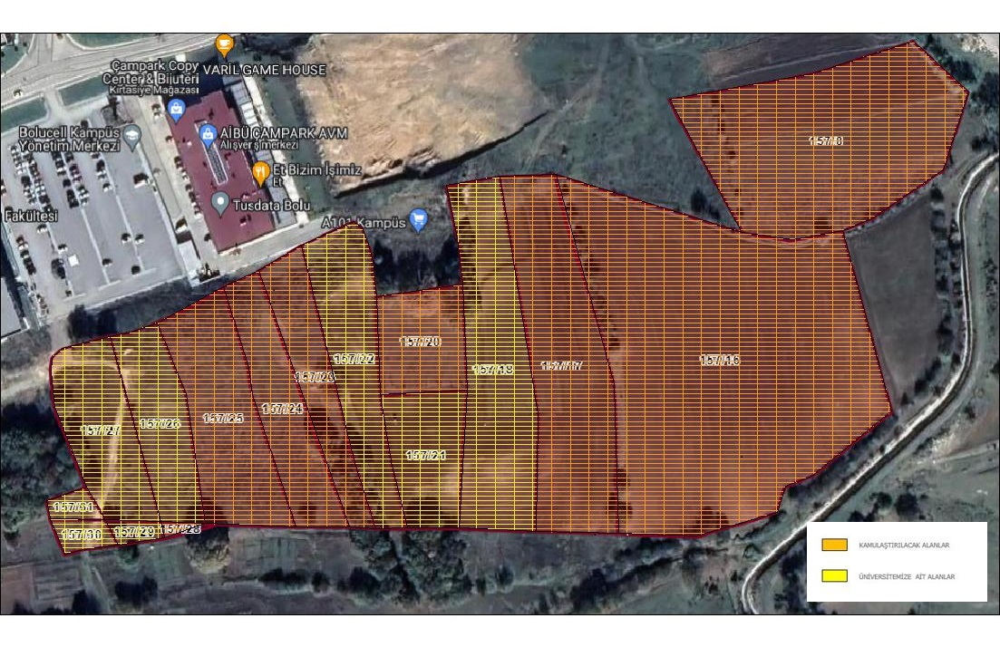 Çampark Copy
Center & Bijuteri
Kırtasiye Mağazası
VARİL GAME HOUSE
Bolucell Kampüs
Yönetim Merkezi
AİBÜ ÇAMPARK AVM
Alışveriş merkezi
Et Bizim İşimiz
Et
Tusdata Bolu
Fakültesi
A101 Kampüs
157/8
157/20
157/22
157/23
157/18
157/17
157/16
157/24
157/25
157/26
157/27
157/21
157/31
157/30
157/29
157/28
KAMULAŞTIRILACAK ALANLAR
ÜNİVERSİTEMİZE AİT ALANLAR